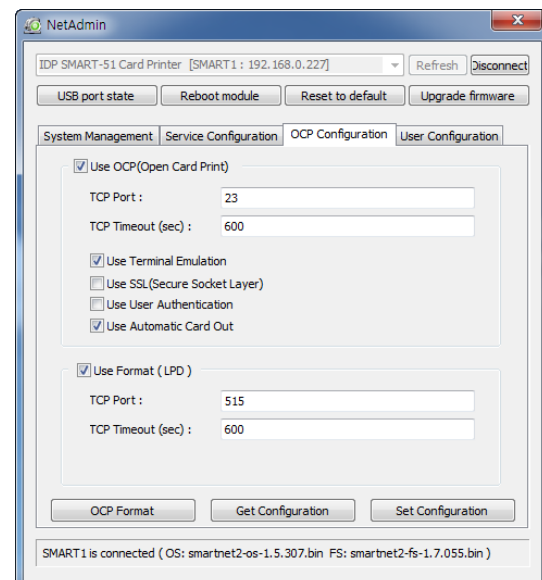 NetAdmin
IDP SMART-51 Card Printer [SMART1 : 192.168.0.227] Refresh Disconnect
USB port state Reboot module Reset to default Upgrade firmware
System Management Service Configuration OCP Configuration User Configuration
Use OCP(Open Card Print)
TCP Port : 23
TCP Timeout (sec) : 600
Use Terminal Emulation
Use SSL(Secure Socket Layer)
Use User Authentication
Use Automatic Card Out
Use Format ( LPD )
TCP Port : 515
TCP Timeout (sec) : 600
OCP Format Get Configuration Set Configuration
SMART1 is connected ( OS: smartnet2-os-1.5.307.bin FS: smartnet2-fs-1.7.055.bin )